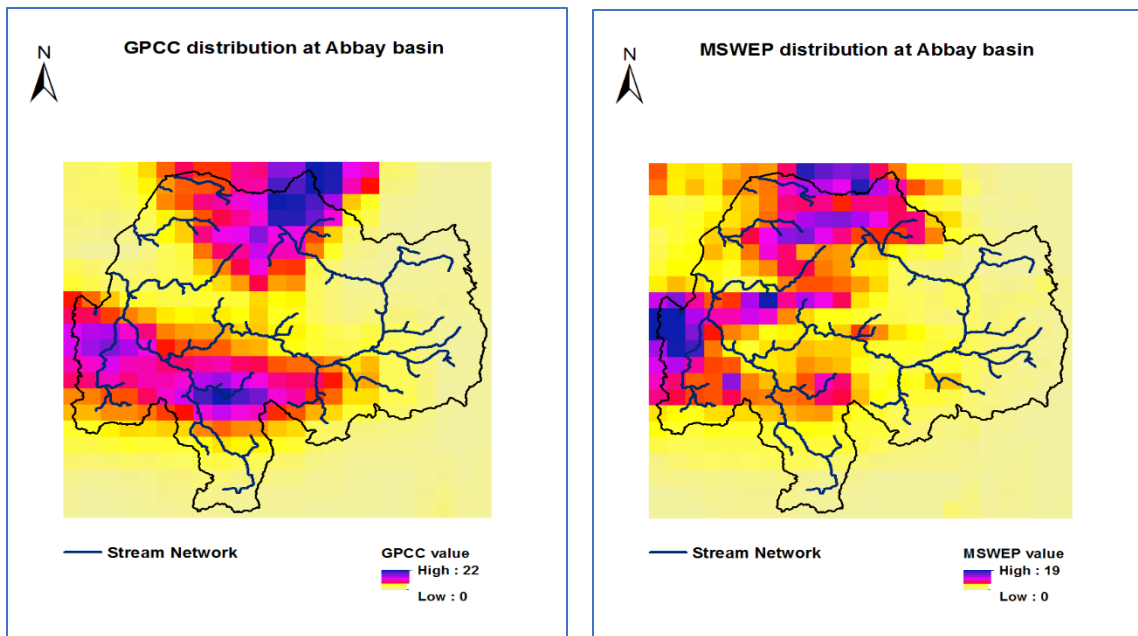 GPCC distribution at Abbay basin
N
Stream Network
GPCC value
High : 22
Low : 0
MSWEP distribution at Abbay basin
N
Stream Network
MSWEP value
High : 19
Low : 0